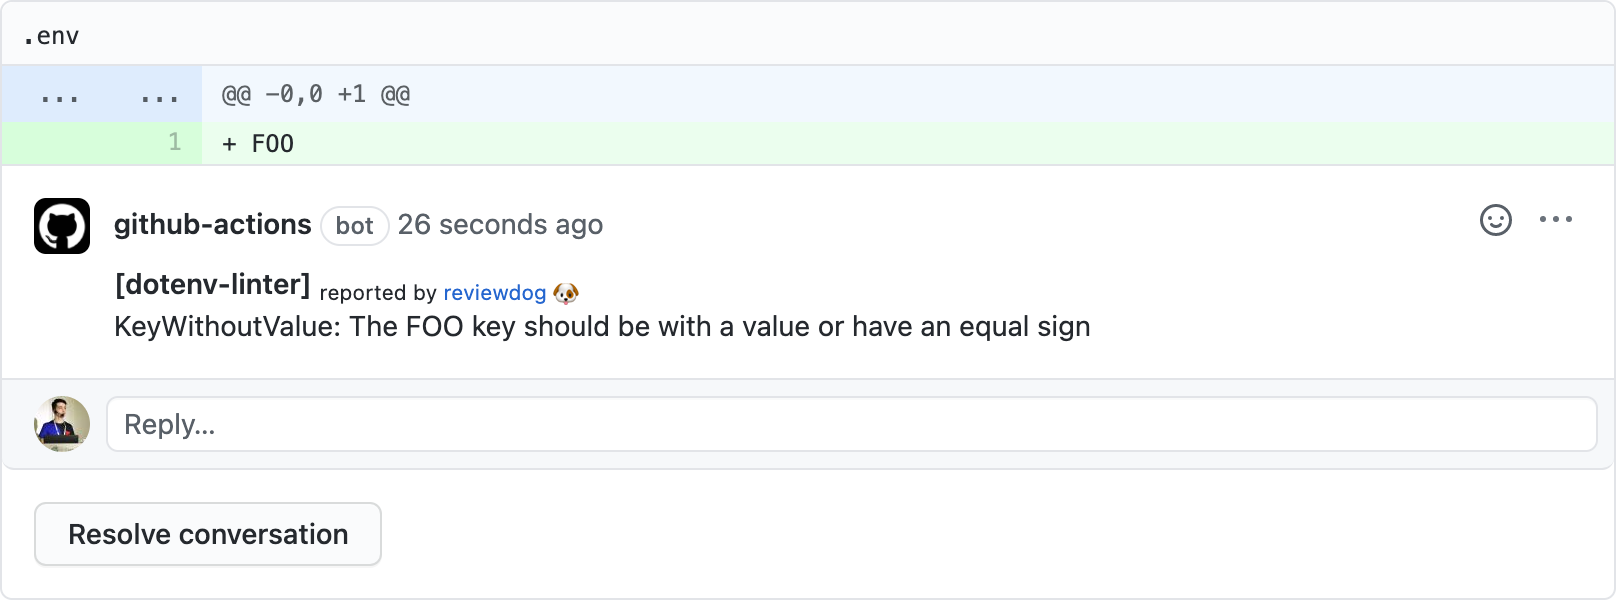 .env
... ... @@ -0,0 +1 @@
1 + FOO
github-actions bot 26 seconds ago
[dotenv-linter] reported by reviewdog 🐶
KeyWithoutValue: The FOO key should be with a value or have an equal sign
Reply...
Resolve conversation